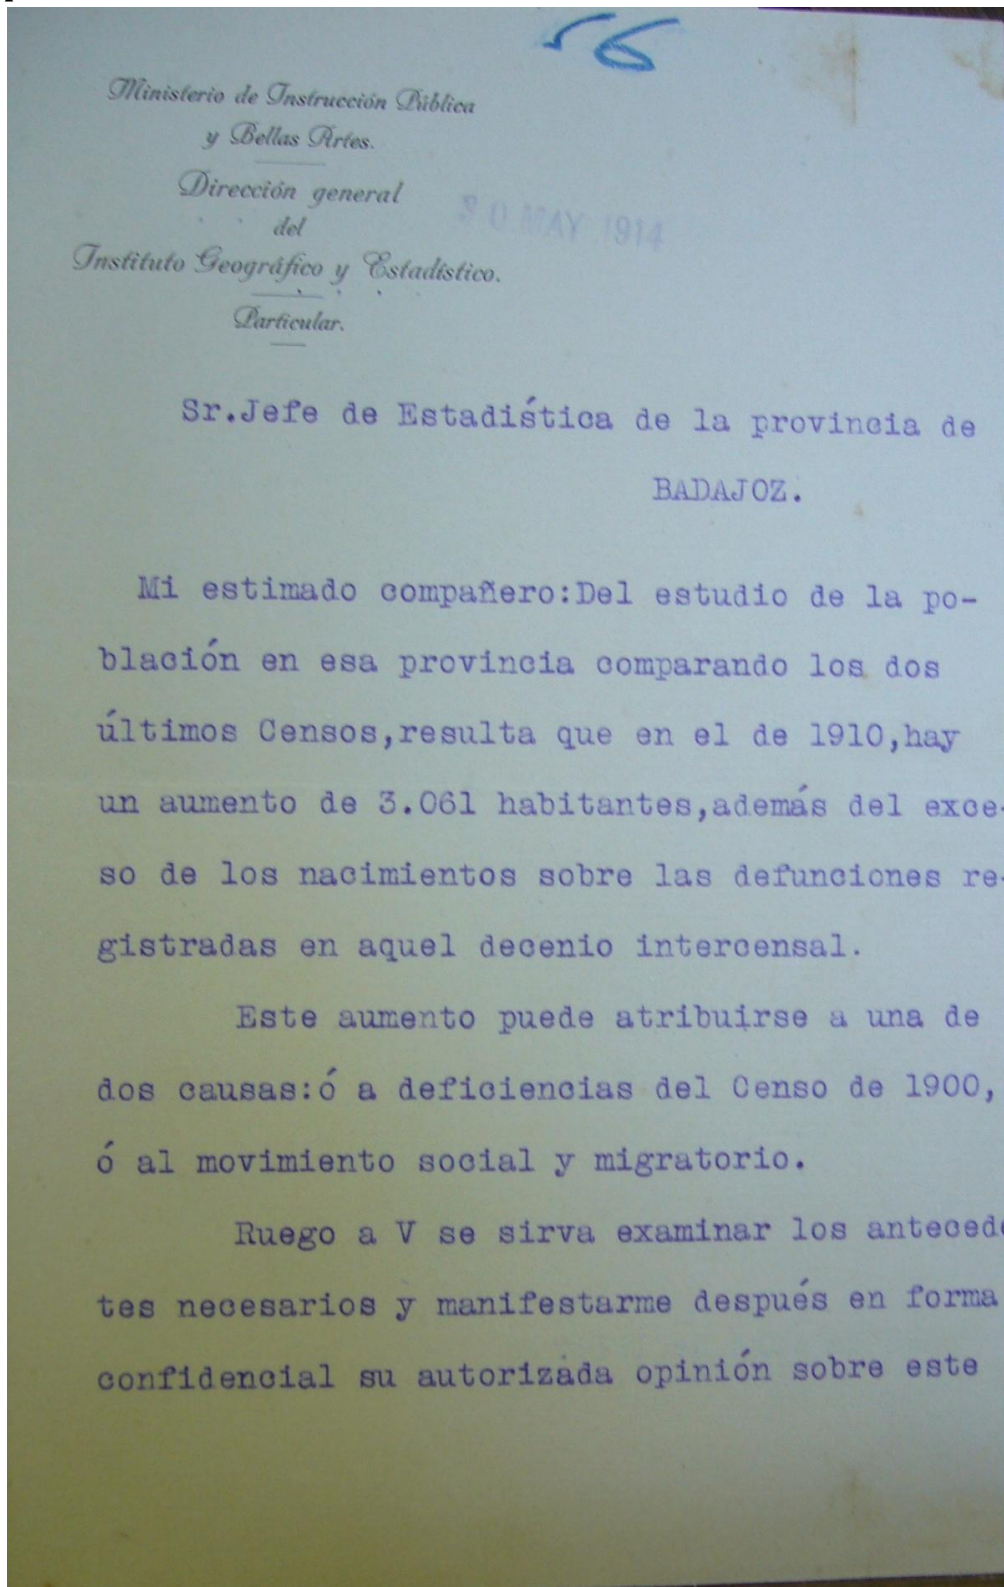 56
Ministerio de Instrucción Pública
y Bellas Artes.
Dirección general
del
Instituto Geográfico y Estadístico.
Particular.
30 MAY 1914
Sr.Jefe de Estadística de la provincia de
BADAJOZ.
Mi estimado compañero:Del estudio de la po-
blación en esa provincia comparando los dos
últimos Censos,resulta que en el de 1910,hay
un aumento de 3.061 habitantes,además del exce-
so de los nacimientos sobre las defunciones re-
gistradas en aquel decenio intercensal.
Este aumento puede atribuirse a una de
dos causas:ó a deficiencias del Censo de 1900,
ó al movimiento social y migratorio.
Ruego a V se sirva examinar los antecede
tes necesarios y manifestarme después en forma
confidencial su autorizada opinión sobre este